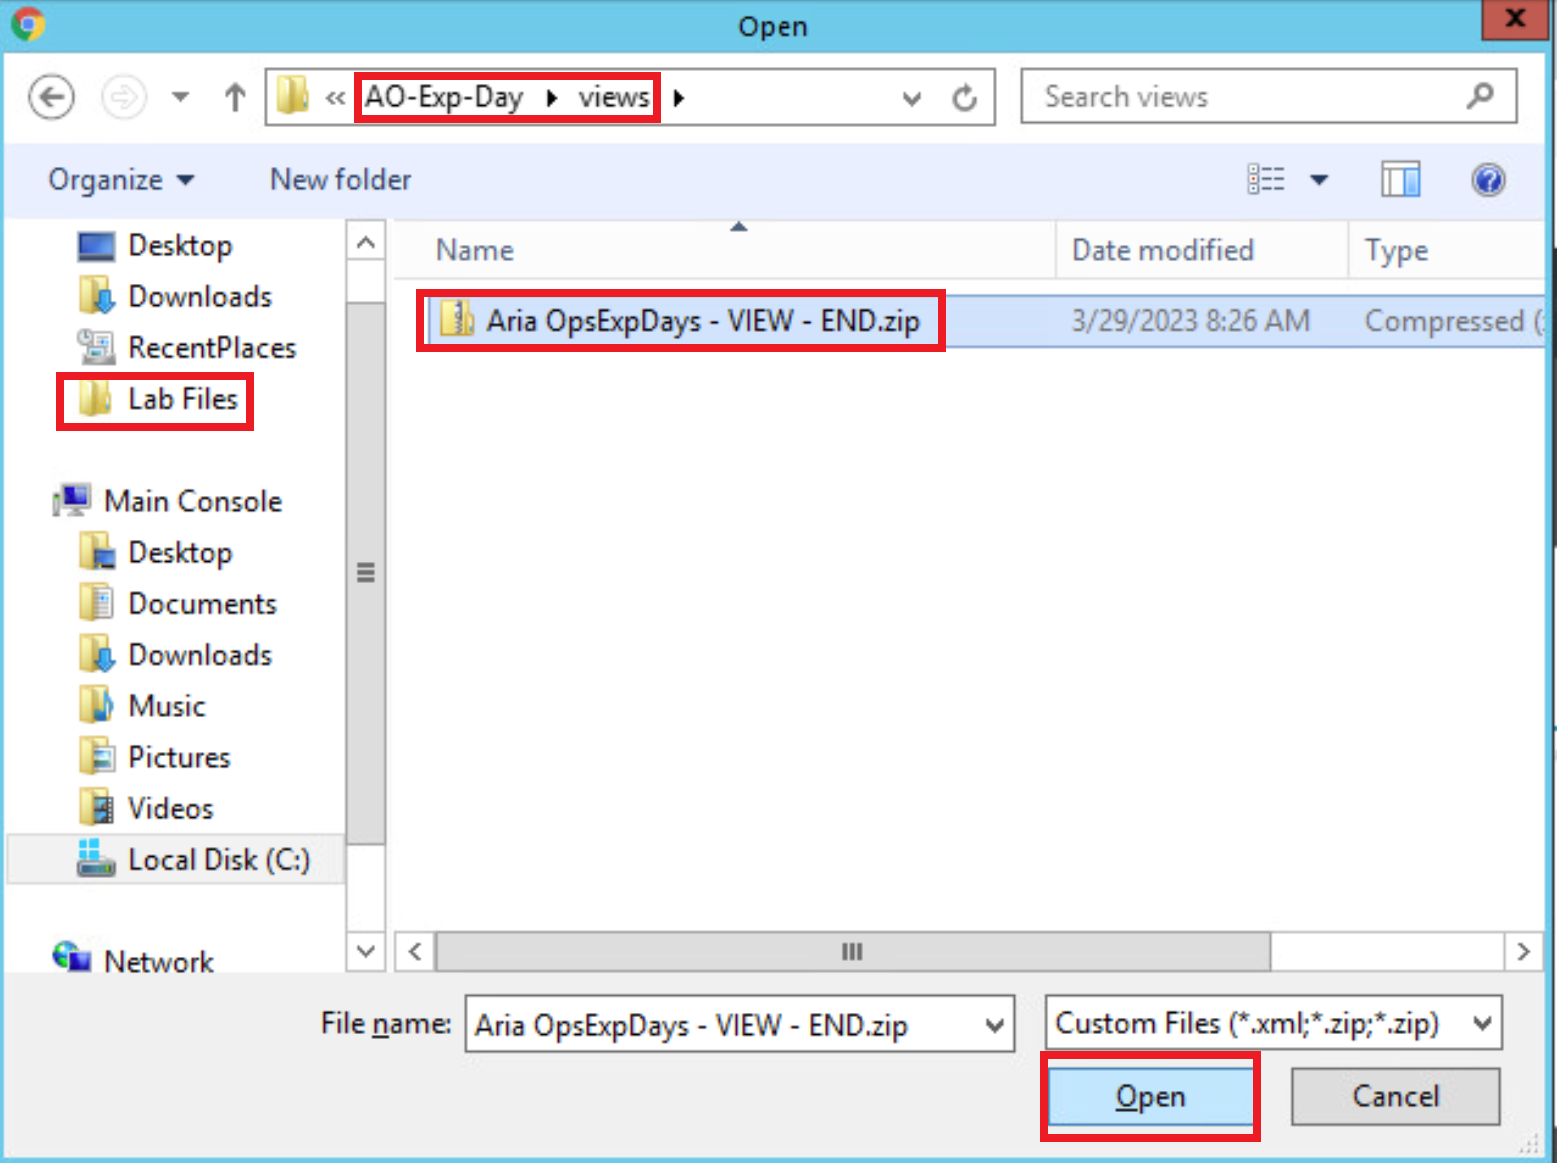 Open
x
« AO-Exp-Day views
Search views
Organize
New folder
Name
Date modified
Type
Desktop
Downloads
RecentPlaces
Lab Files
Main Console
Desktop
Documents
Downloads
Music
Pictures
Videos
Local Disk (C:)
Network
Aria OpsExpDays - VIEW - END.zip
3/29/2023 8:26 AM
Compressed (
File name:
Aria OpsExpDays - VIEW - END.zip
Custom Files (*.xml;*.zip;*.zip)
Open
Cancel